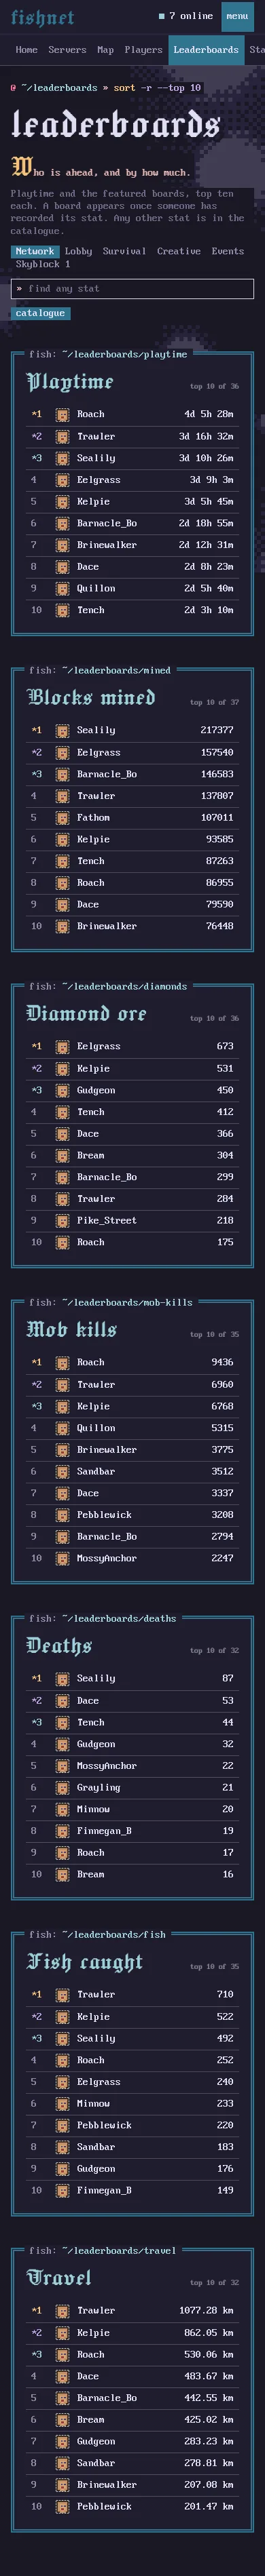 fishnet
7 online
menu
Home Servers Map Players Leaderboards Sta
@ ~/leaderboards » sort -r --top 10
leaderboards
Who is ahead, and by how much.
Playtime and the featured boards, top ten
each. A board appears once someone has
recorded its stat. Any other stat is in the
catalogue.
Network Lobby Survival Creative Events
Skyblock 1
» find any stat
catalogue
fish: ~/leaderboards/playtime
Playtime top 10 of 36
*1 Roach 4d 5h 28m
*2 Trawler 3d 16h 32m
*3 Sealily 3d 10h 26m
4 Eelgrass 3d 9h 3m
5 Kelpie 3d 5h 45m
6 Barnacle_Bo 2d 18h 55m
7 Brinewalker 2d 12h 31m
8 Dace 2d 8h 23m
9 Quillon 2d 5h 40m
10 Tench 2d 3h 10m
fish: ~/leaderboards/mined
Blocks mined top 10 of 37
*1 Sealily 217377
*2 Eelgrass 157540
*3 Barnacle_Bo 146583
4 Trawler 137807
5 Fathom 107011
6 Kelpie 93585
7 Tench 87263
8 Roach 86955
9 Dace 79590
10 Brinewalker 76448
fish: ~/leaderboards/diamonds
Diamond ore top 10 of 36
*1 Eelgrass 673
*2 Kelpie 531
*3 Gudgeon 450
4 Tench 412
5 Dace 366
6 Bream 304
7 Barnacle_Bo 299
8 Trawler 284
9 Pike_Street 218
10 Roach 175
fish: ~/leaderboards/mob-kills
Mob kills top 10 of 35
*1 Roach 9436
*2 Trawler 6960
*3 Kelpie 6768
4 Quillon 5315
5 Brinewalker 3775
6 Sandbar 3512
7 Dace 3337
8 Pebblewick 3208
9 Barnacle_Bo 2794
10 MossyAnchor 2247
fish: ~/leaderboards/deaths
Deaths top 10 of 32
*1 Sealily 87
*2 Dace 53
*3 Tench 44
4 Gudgeon 32
5 MossyAnchor 22
6 Grayling 21
7 Minnow 20
8 Finnegan_B 19
9 Roach 17
10 Bream 16
fish: ~/leaderboards/fish
Fish caught top 10 of 35
*1 Trawler 710
*2 Kelpie 522
*3 Sealily 492
4 Roach 252
5 Eelgrass 240
6 Minnow 233
7 Pebblewick 220
8 Sandbar 183
9 Gudgeon 176
10 Finnegan_B 149
fish: ~/leaderboards/travel
Travel top 10 of 32
*1 Trawler 1077.28 km
*2 Kelpie 862.05 km
*3 Roach 530.06 km
4 Dace 483.67 km
5 Barnacle_Bo 442.55 km
6 Bream 425.02 km
7 Gudgeon 283.23 km
8 Sandbar 278.81 km
9 Brinewalker 207.08 km
10 Pebblewick 201.47 km